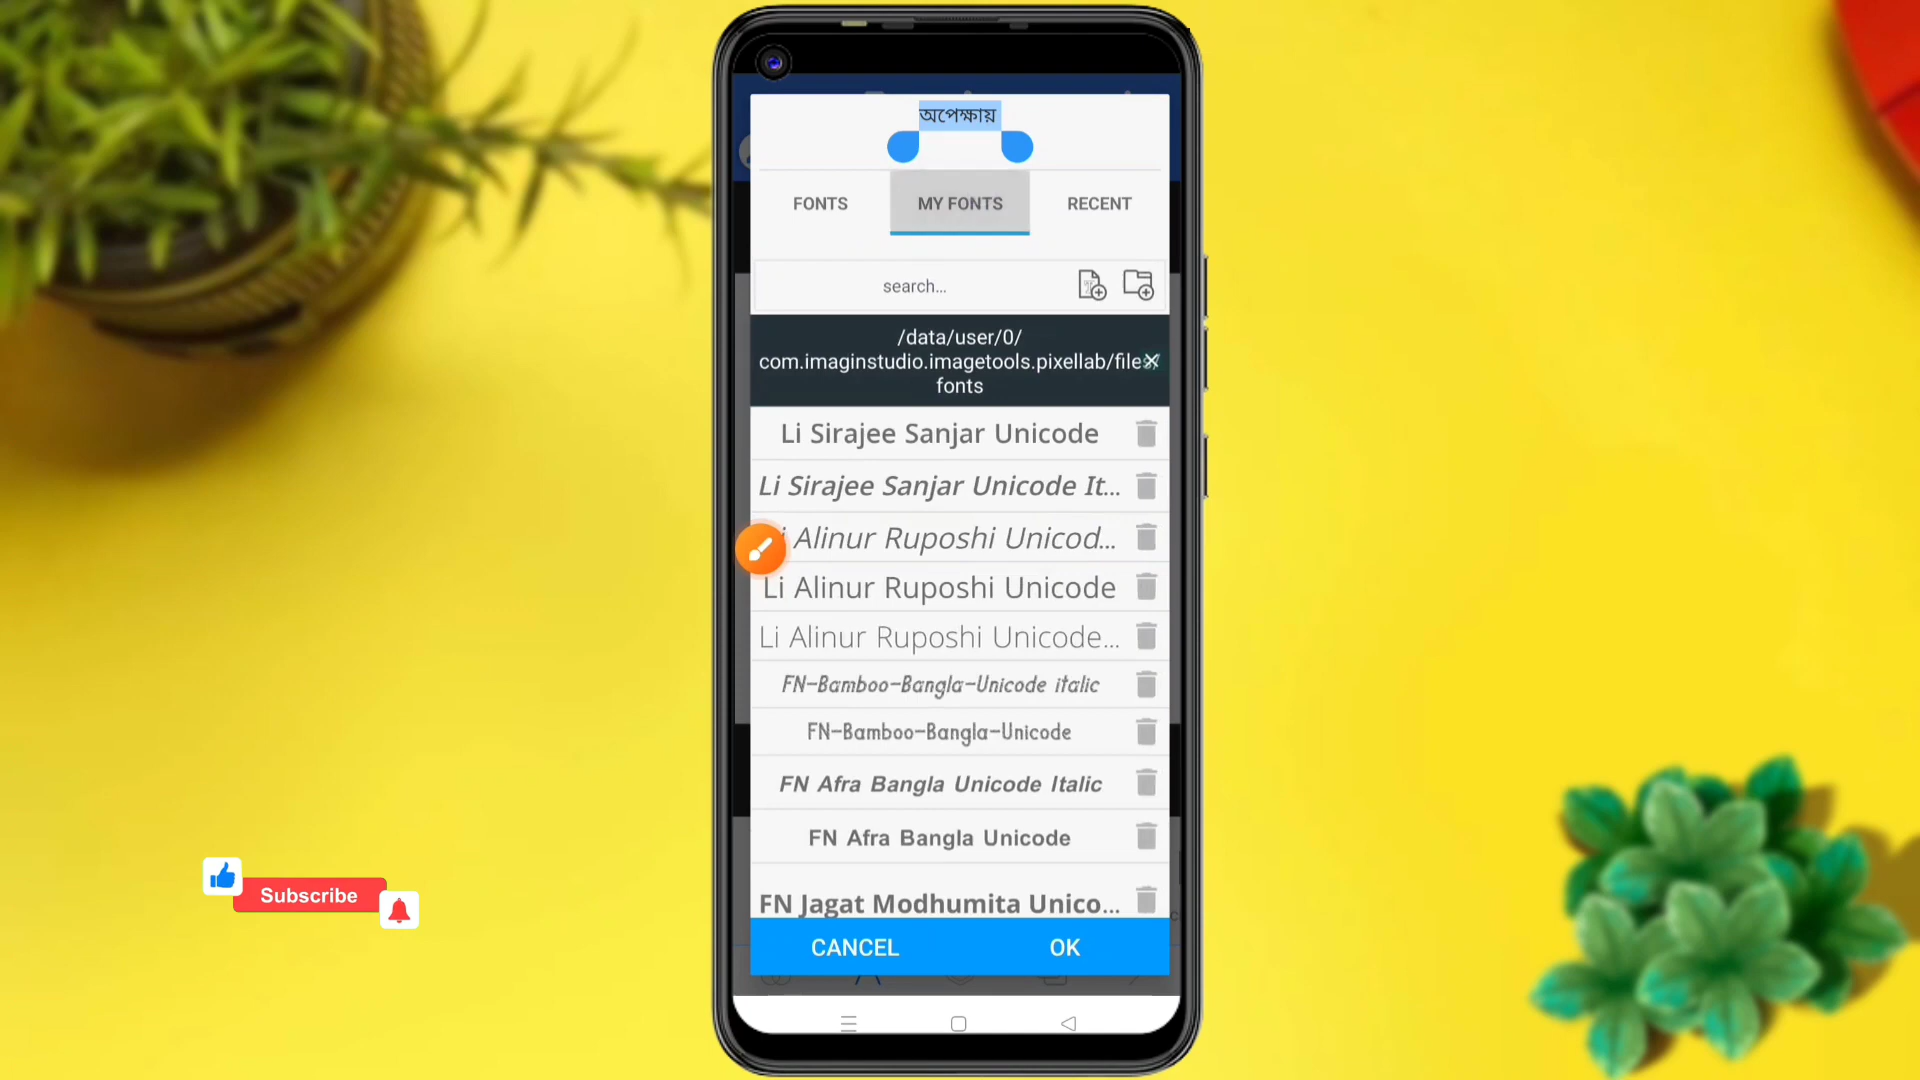 অপেক্ষায়
FONTS MY FONTS RECENT
search...
/data/user/0/
com.imaginstudio.imagetools.pixellab/files/
fonts
Li Sirajee Sanjar Unicode
Li Sirajee Sanjar Unicode It...
Alinur Ruposhi Unicod...
Li Alinur Ruposhi Unicode
Li Alinur Ruposhi Unicode...
FN-Bamboo-Bangla-Unicode italic
FN-Bamboo-Bangla-Unicode
FN Afra Bangla Unicode Italic
FN Afra Bangla Unicode
FN Jagat Modhumita Unico...
CANCEL OK
Subscribe